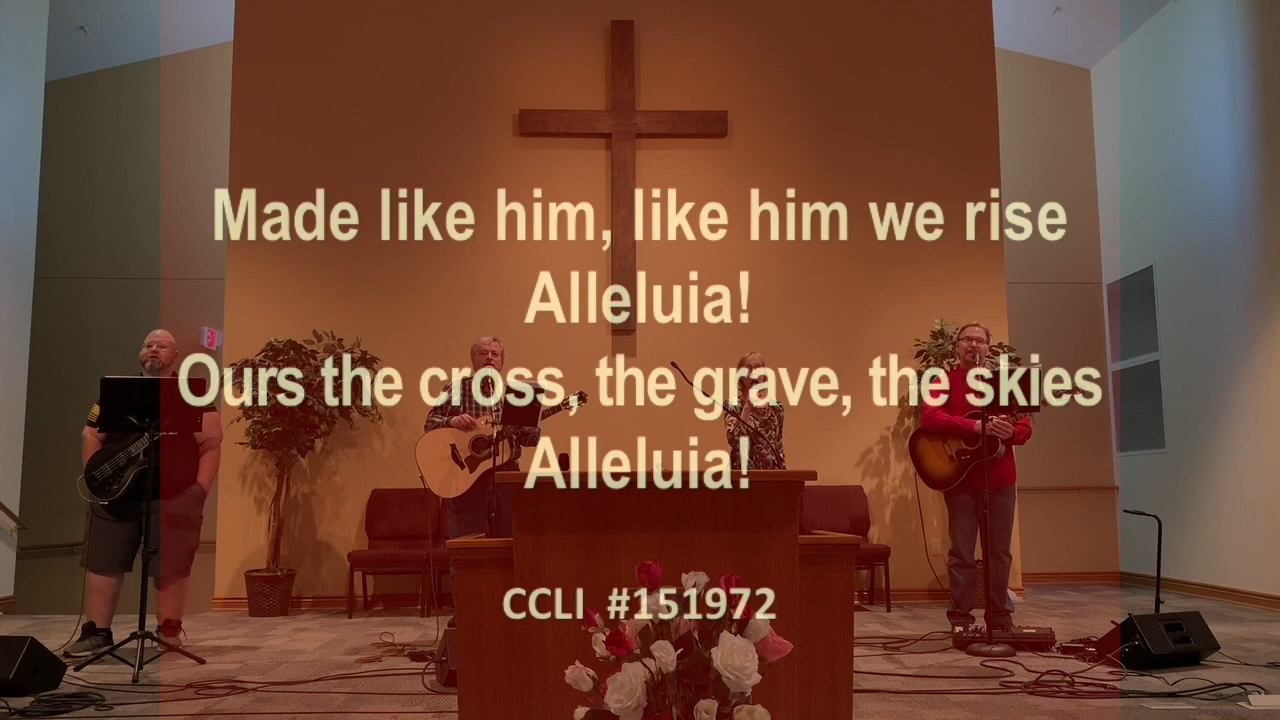 Made like him, like him we rise
Alleluia!
Ours the cross, the grave, the skies
Alleluia!
CCLI #151972